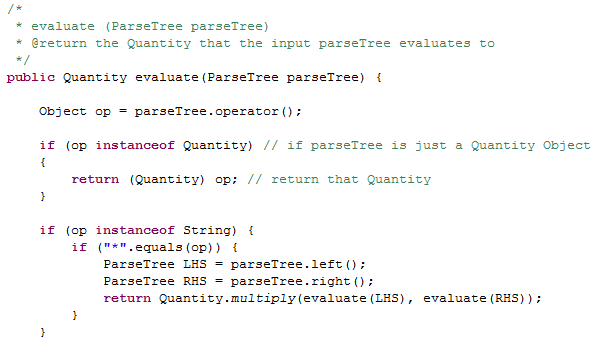 /*
 * evaluate (ParseTree parseTree)
 * @return the Quantity that the input parseTree evaluates to
 */
public Quantity evaluate(ParseTree parseTree) {
    Object op = parseTree.operator();
    if (op instanceof Quantity) // if parseTree is just a Quantity Object
    {
        return (Quantity) op; // return that Quantity
    }
    if (op instanceof String) {
        if ("*".equals(op)) {
            ParseTree LHS = parseTree.left();
            ParseTree RHS = parseTree.right();
            return Quantity.multiply(evaluate(LHS), evaluate(RHS));
        }
    }